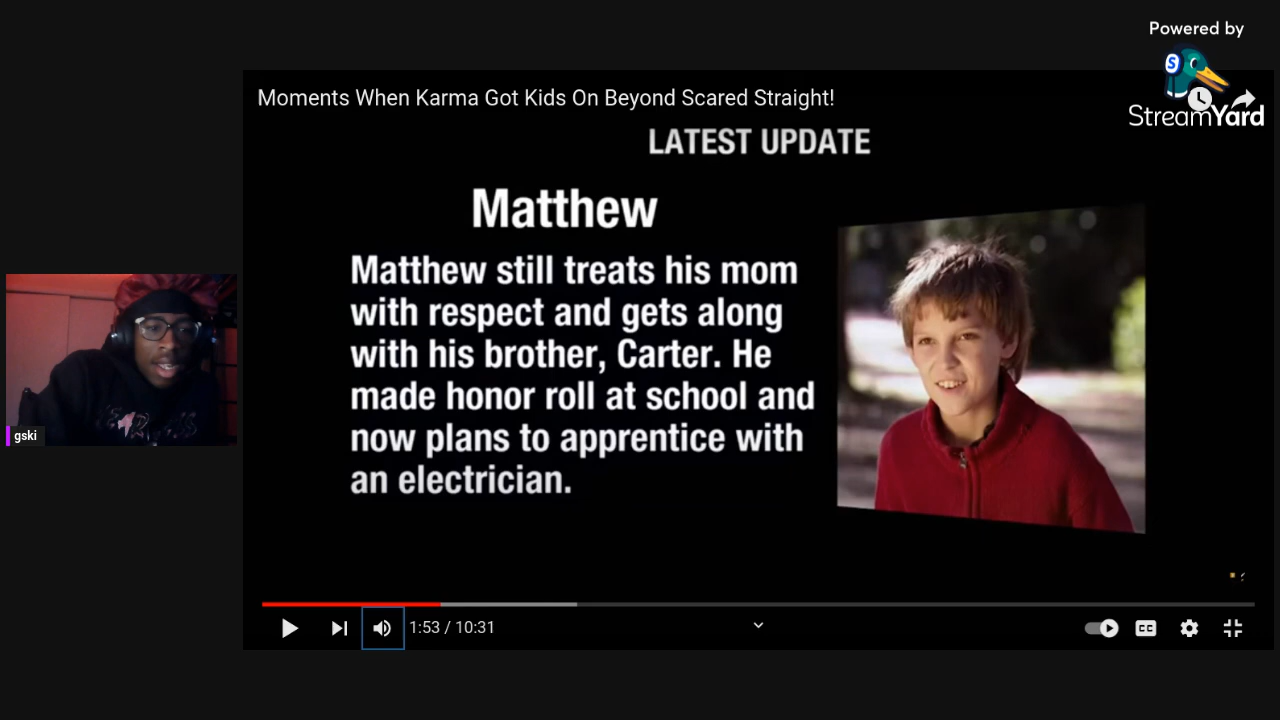 Powered by
StreamYard
Moments When Karma Got Kids On Beyond Scared Straight!
LATEST UPDATE
Matthew
Matthew still treats his mom
with respect and gets along
with his brother, Carter. He
made honor roll at school and
now plans to apprentice with
an electrician.
gski
1:53 / 10:31
CC